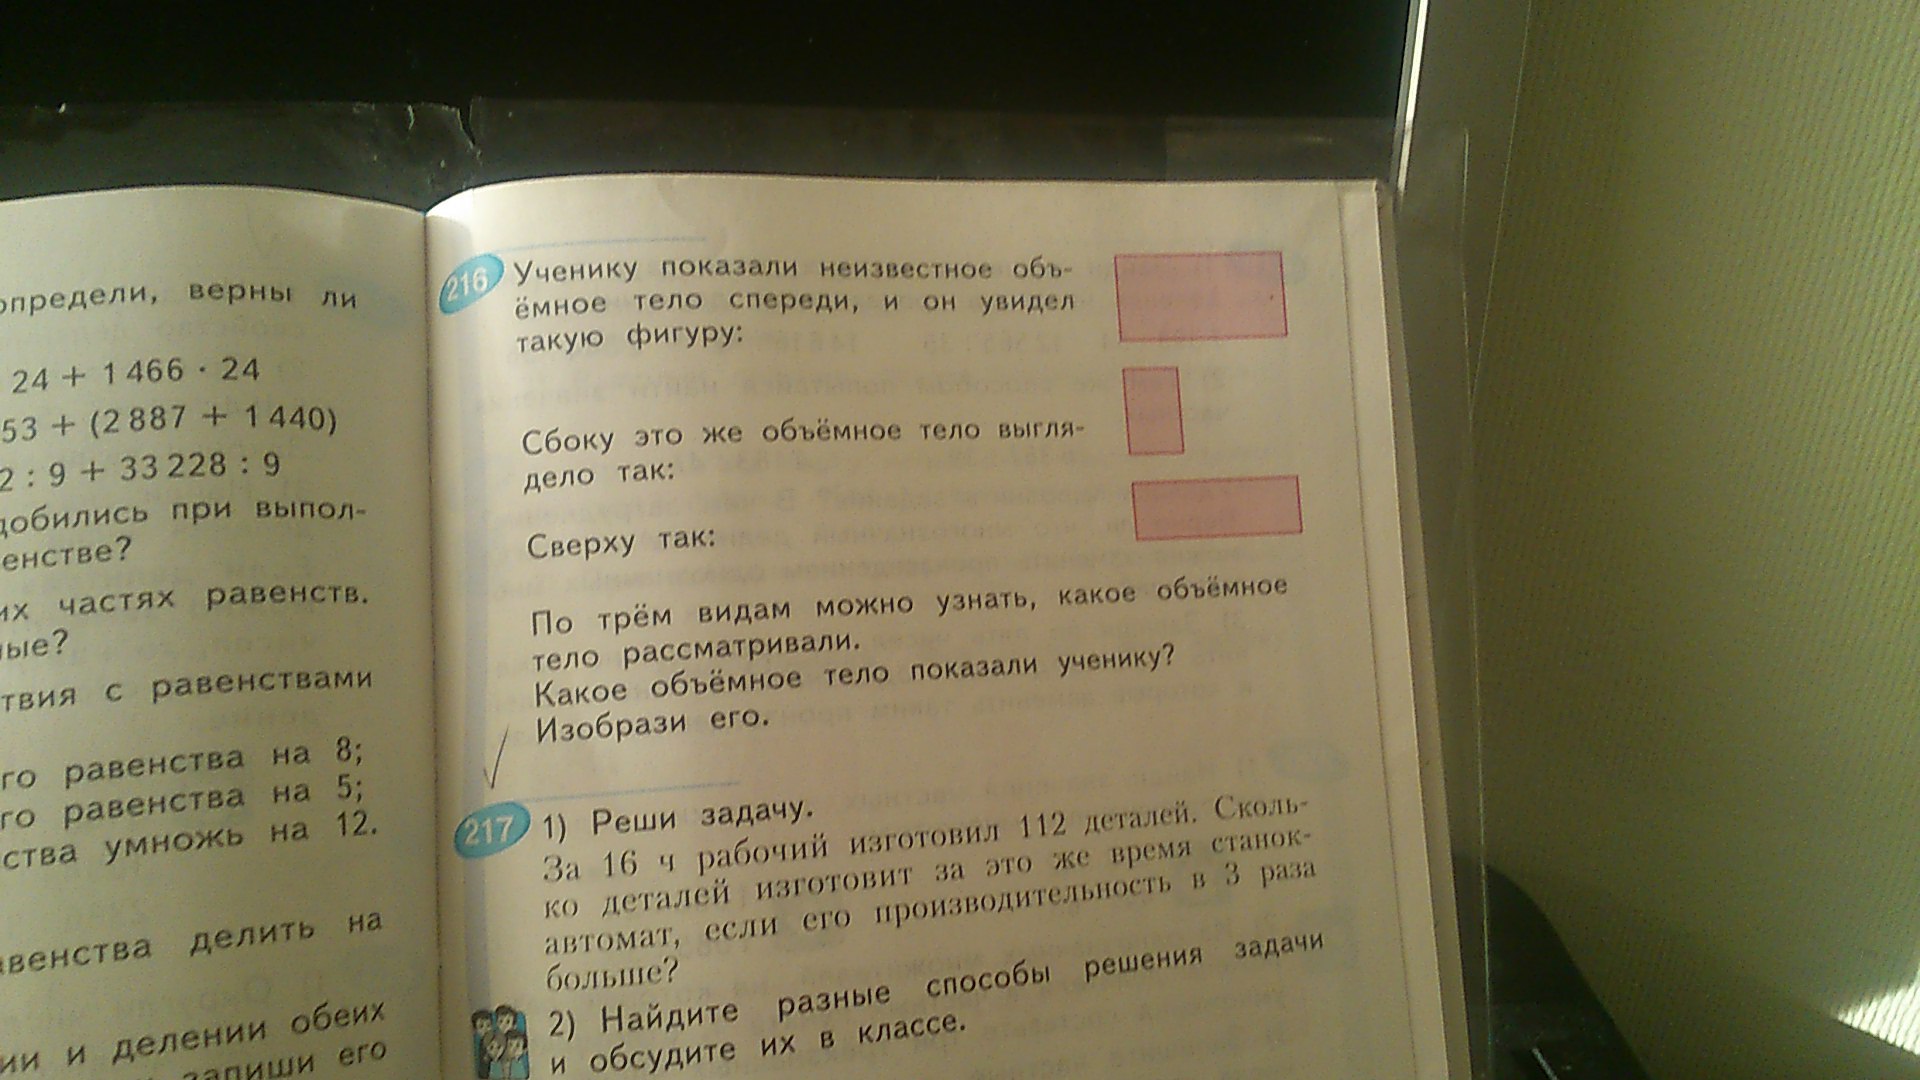 определи, верны ли
24 + 1 466 · 24
53 + (2 887 + 1 440)
2 : 9 + 33 228 : 9
при выпол-
енстве?
их частях равенств.
ые?
твия с равенствами
го равенства на 8;
го равенства на 5;
ства умножь на 12.
авенства делить на
ии и делении обеих
запиши его
216 Ученику показали неизвестное объ-
ёмное тело спереди, и он увидел
такую фигуру:
Сбоку это же объёмное тело выгля-
дело так:
Сверху так:
По трём видам можно узнать, какое объёмное
тело рассматривали.
Какое объёмное тело показали ученику?
Изобрази его.
217 1) Реши задачу.
За 16 ч рабочий изготовил 112 деталей. Сколь-
ко деталей изготовит за это же время станок-
автомат, если его производительность в 3 раза
больше?
2) Найдите разные способы решения задачи
и обсудите их в классе.